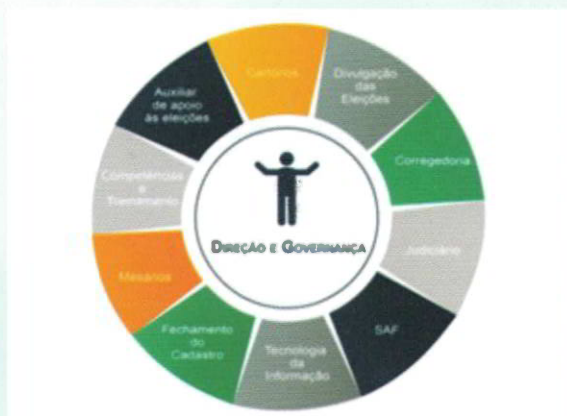 Cartórios
Divulgação
das
Eleições
Corregedoria
Judiciário
SAF
Tecnologia
da
Informação
Fechamento
do
Cadastro
Mesários
Competências
e
Treinamento
Auxiliar
de apoio
às eleições
DIREÇÃO E GOVERNANÇA